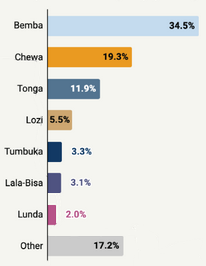 Bemba 34.5%
Chewa 19.3%
Tonga 11.9%
Lozi 5.5%
Tumbuka 3.3%
Lala-Bisa 3.1%
Lunda 2.0%
Other 17.2%